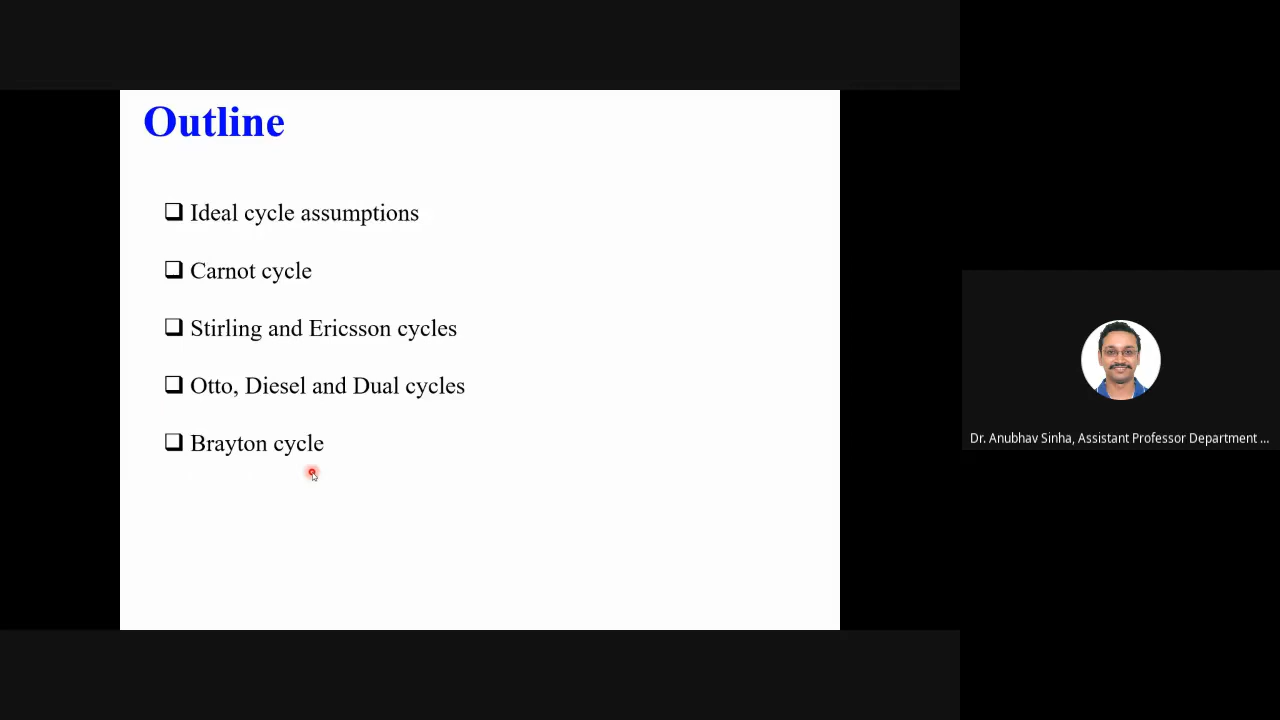 Outline
❑ Ideal cycle assumptions
❑ Carnot cycle
❑ Stirling and Ericsson cycles
❑ Otto, Diesel and Dual cycles
❑ Brayton cycle
Dr. Anubhav Sinha, Assistant Professor Department ...